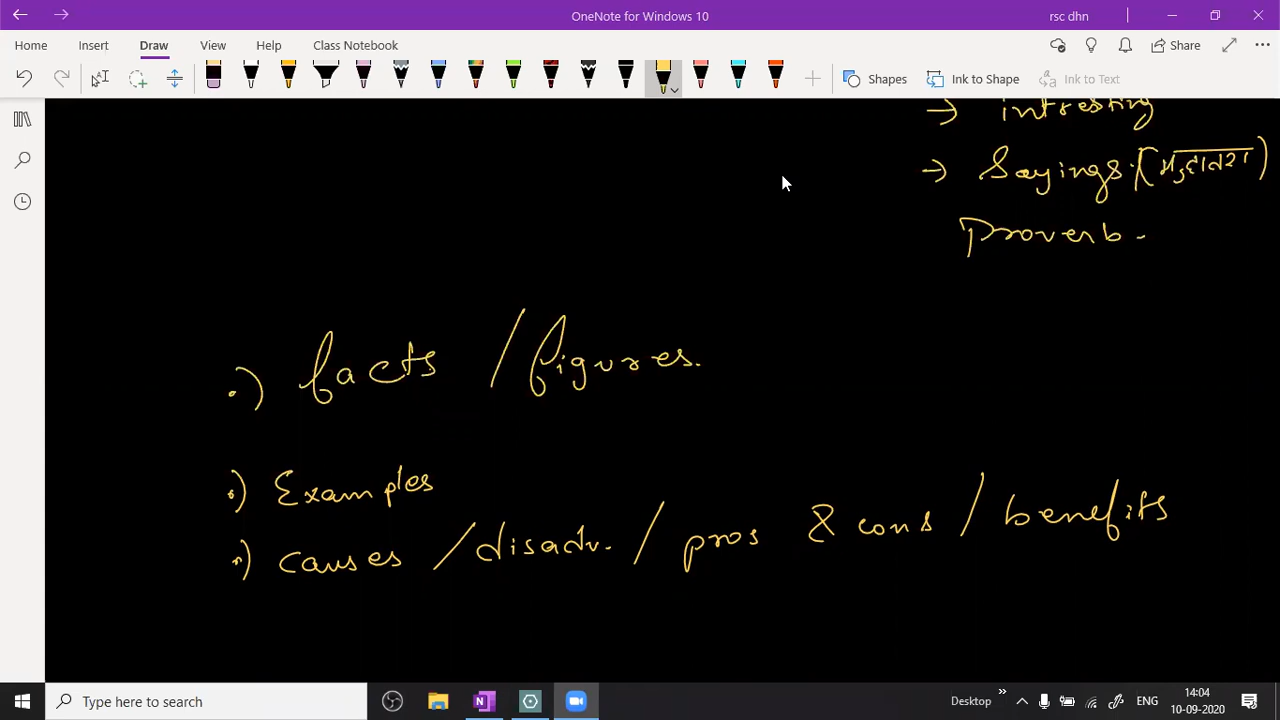 OneNote for Windows 10
rsc dhn
Home Insert Draw View Help Class Notebook
Share
Shapes Ink to Shape Ink to Text
→ intresting
→ Sayings. (
Proverb -
.) facts / figures.
.) Examples
.) causes / disadv. / pros & cons / benefits
Type here to search
Desktop
ENG
14:04
10-09-2020